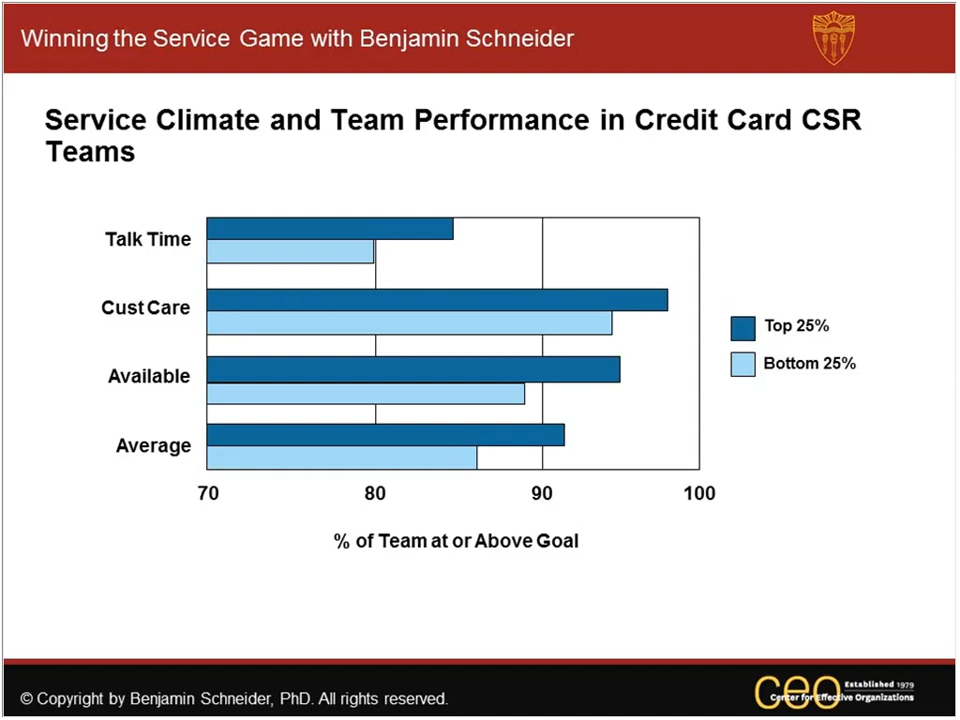 Winning the Service Game with Benjamin Schneider
Service Climate and Team Performance in Credit Card CSR
Teams
Talk Time
Cust Care
Available
Average
Top 25%
Bottom 25%
70 80 90 100
% of Team at or Above Goal
© Copyright by Benjamin Schneider, PhD. All rights reserved.
ceo
Established 1979
Center for Effective Organizations